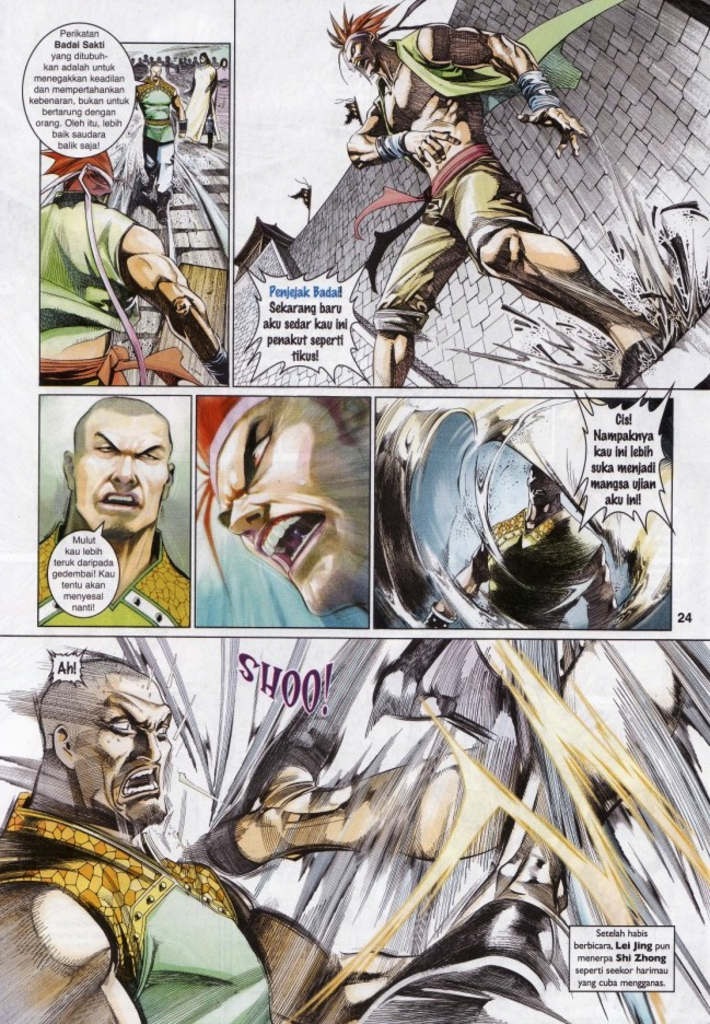 Perikatan
Badai Sakti
yang ditubuh-
kan adalah untuk
menegakkan keadilan
dan mempertahankan
kebenaran, bukan untuk
bertarung dengan
orang. Oleh itu, lebih
baik saudara
balik saja!
Penjejak Badai!
Sekarang baru
aku sedar kau ini
penakut seperti
tikus!
Mulut
kau lebih
teruk daripada
gedembai! Kau
tentu akan
menyesal
nanti!
Cis!
Nampaknya
kau ini lebih
suka menjadi
mangsa ujian
aku ini!
24
Ah!
SHOO!
Setelah habis
berbicara, Lei Jing pun
menerpa Shi Zhong
seperti seekor harimau
yang cuba mengganas.